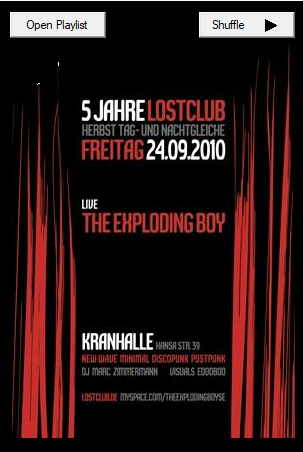 Open Playlist
Shuffle
5 JAHRE LOSTCLUB
HERBST TAG- UND NACHTGLEICHE
FREITAG 24.09.2010
LIVE
THE EXPLODING BOY
KRANHALLE HANSA STR. 39
NEW WAVE MINIMAL DISCOPUNK POSTPUNK
DJ MARC ZIMMERMANN VISUALS EDOOBOO
LOSTCLUB.DE MYSPACE.COM/THEEXPLODINGBOYSE